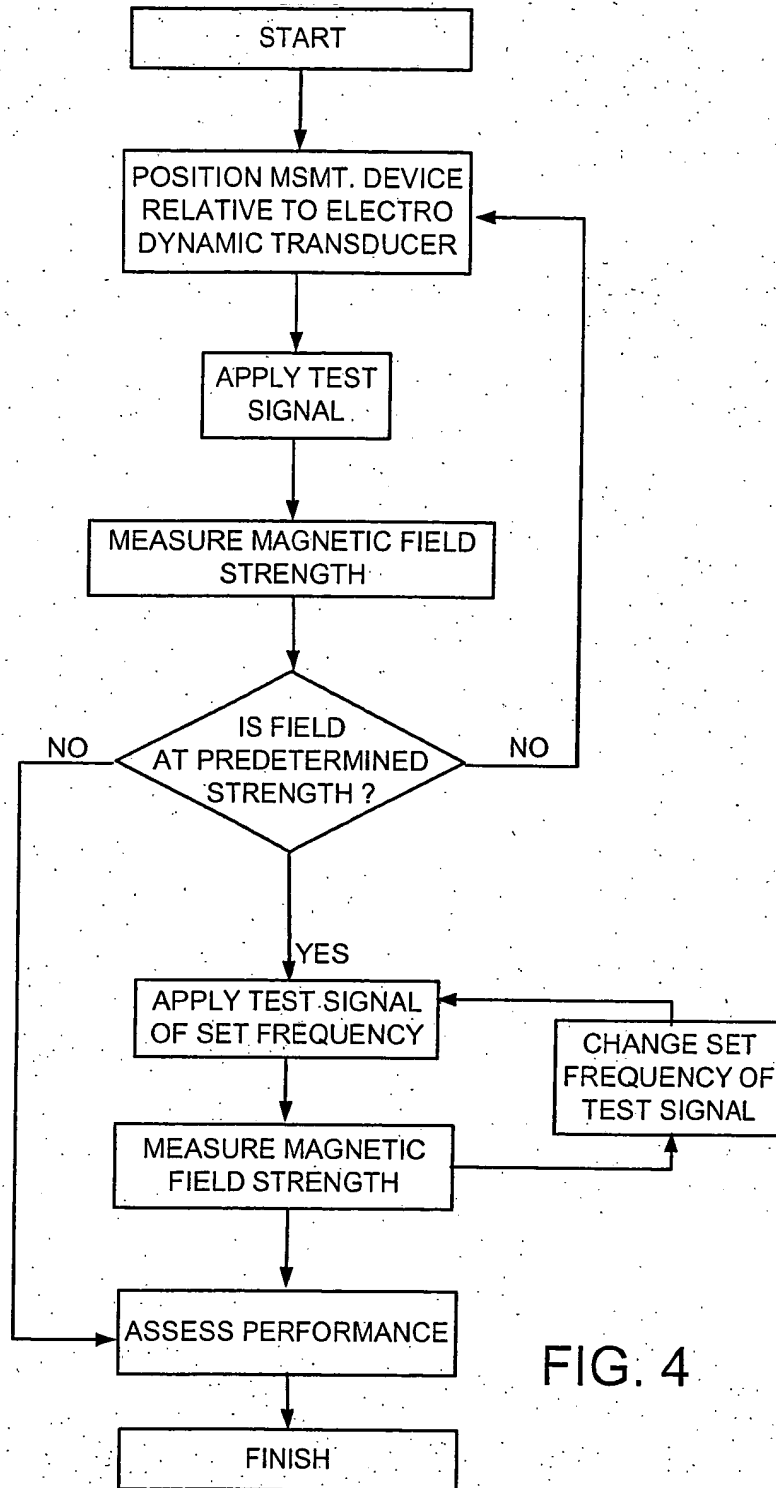 START
POSITION MSMT. DEVICE
RELATIVE TO ELECTRO
DYNAMIC TRANSDUCER
APPLY TEST
SIGNAL
MEASURE MAGNETIC FIELD
STRENGTH
IS FIELD
AT PREDETERMINED
STRENGTH ?
NO
NO
YES
APPLY TEST SIGNAL
OF SET FREQUENCY
CHANGE SET
FREQUENCY OF
TEST SIGNAL
MEASURE MAGNETIC
FIELD STRENGTH
ASSESS PERFORMANCE
FINISH
FIG. 4